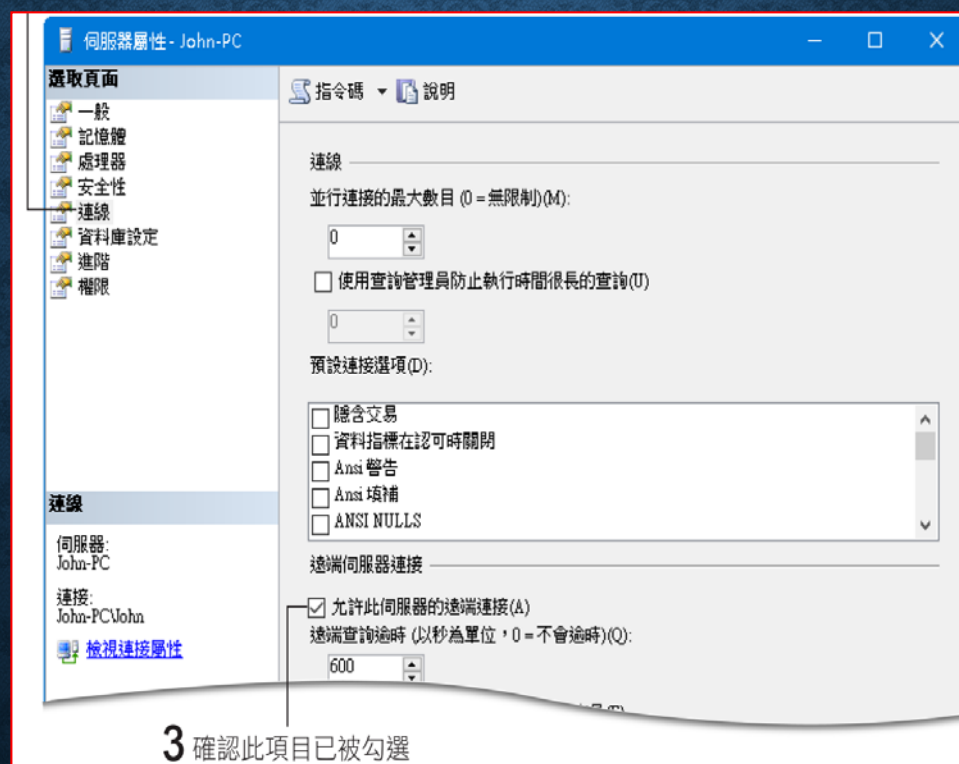 伺服器屬性 - John-PC
選取頁面
一般
記憶體
處理器
安全性
連線
資料庫設定
進階
權限
連線
伺服器:
John-PC
連接:
John-PC\John
檢視連接屬性
指令碼
說明
連線
並行連接的最大數目 (0 = 無限制)(M):
0
使用查詢管理員防止執行時間很長的查詢(U)
0
預設連接選項(D):
隱含交易
資料指標在認可時關閉
Ansi 警告
Ansi 填補
ANSI NULLS
遠端伺服器連接
允許此伺服器的遠端連接(A)
遠端查詢逾時 (以秒為單位,0 = 不會逾時)(Q):
600
3 確認此項目已被勾選